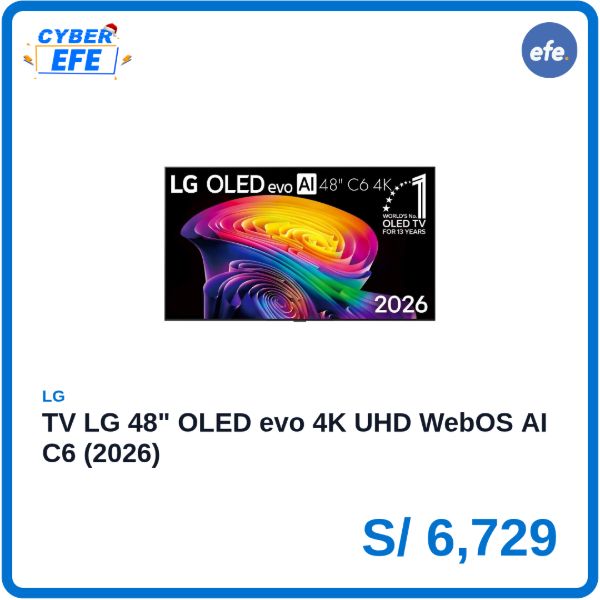 CYBER
EFE
efe.
LG OLED evo AI 48" C6 4K
1
WORLD'S No.1
OLED TV
FOR 13 YEARS
2026
LG
TV LG 48" OLED evo 4K UHD WebOS AI
C6 (2026)
S/ 6,729